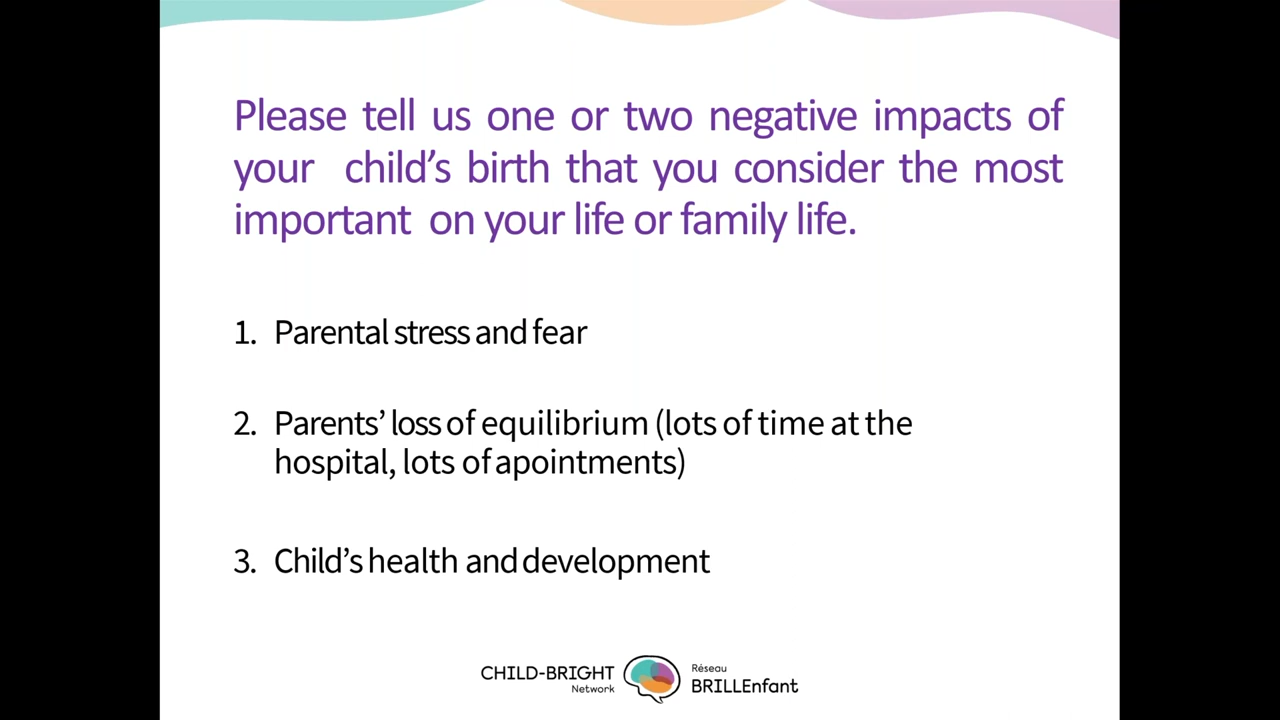 Please tell us one or two negative impacts of
your child’s birth that you consider the most
important on your life or family life.
1. Parental stress and fear
2. Parents’ loss of equilibrium (lots of time at the
hospital, lots of apointments)
3. Child’s health and development
CHILD-BRIGHT
Network
Réseau
BRILLEnfant